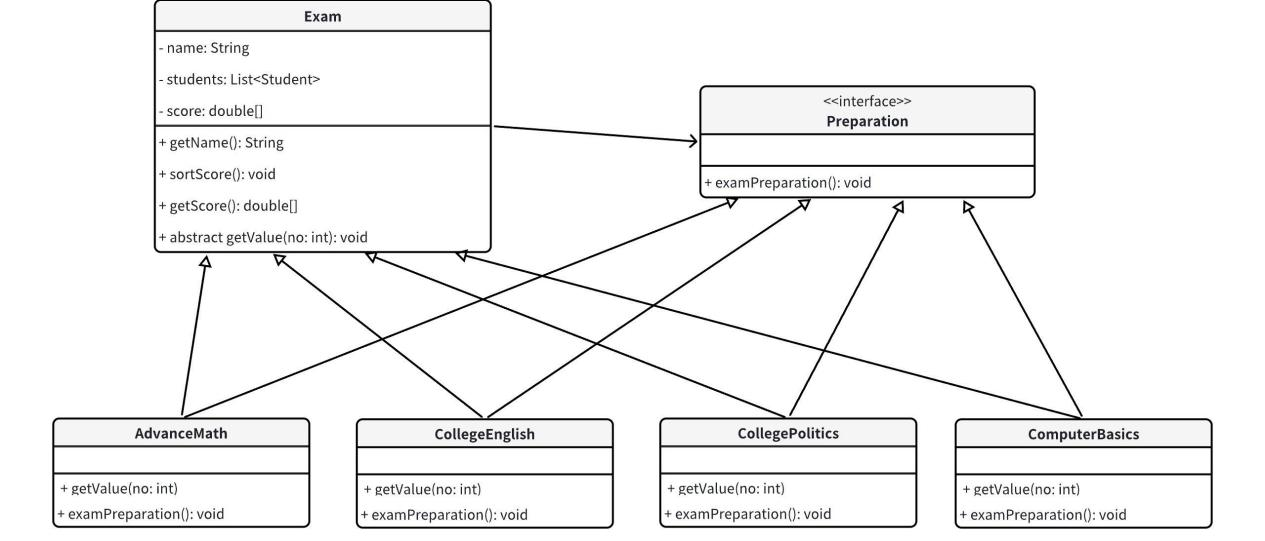 Exam
- name: String
- students: List<Student>
- score: double[]
+ getName(): String
+ sortScore(): void
+ getScore(): double[]
+ abstract getValue(no: int): void
<<interface>>
Preparation
+ examPreparation(): void
AdvanceMath
+ getValue(no: int)
+ examPreparation(): void
CollegeEnglish
+ getValue(no: int)
+ examPreparation(): void
CollegePolitics
+ getValue(no: int)
+ examPreparation(): void
ComputerBasics
+ getValue(no: int)
+ examPreparation(): void